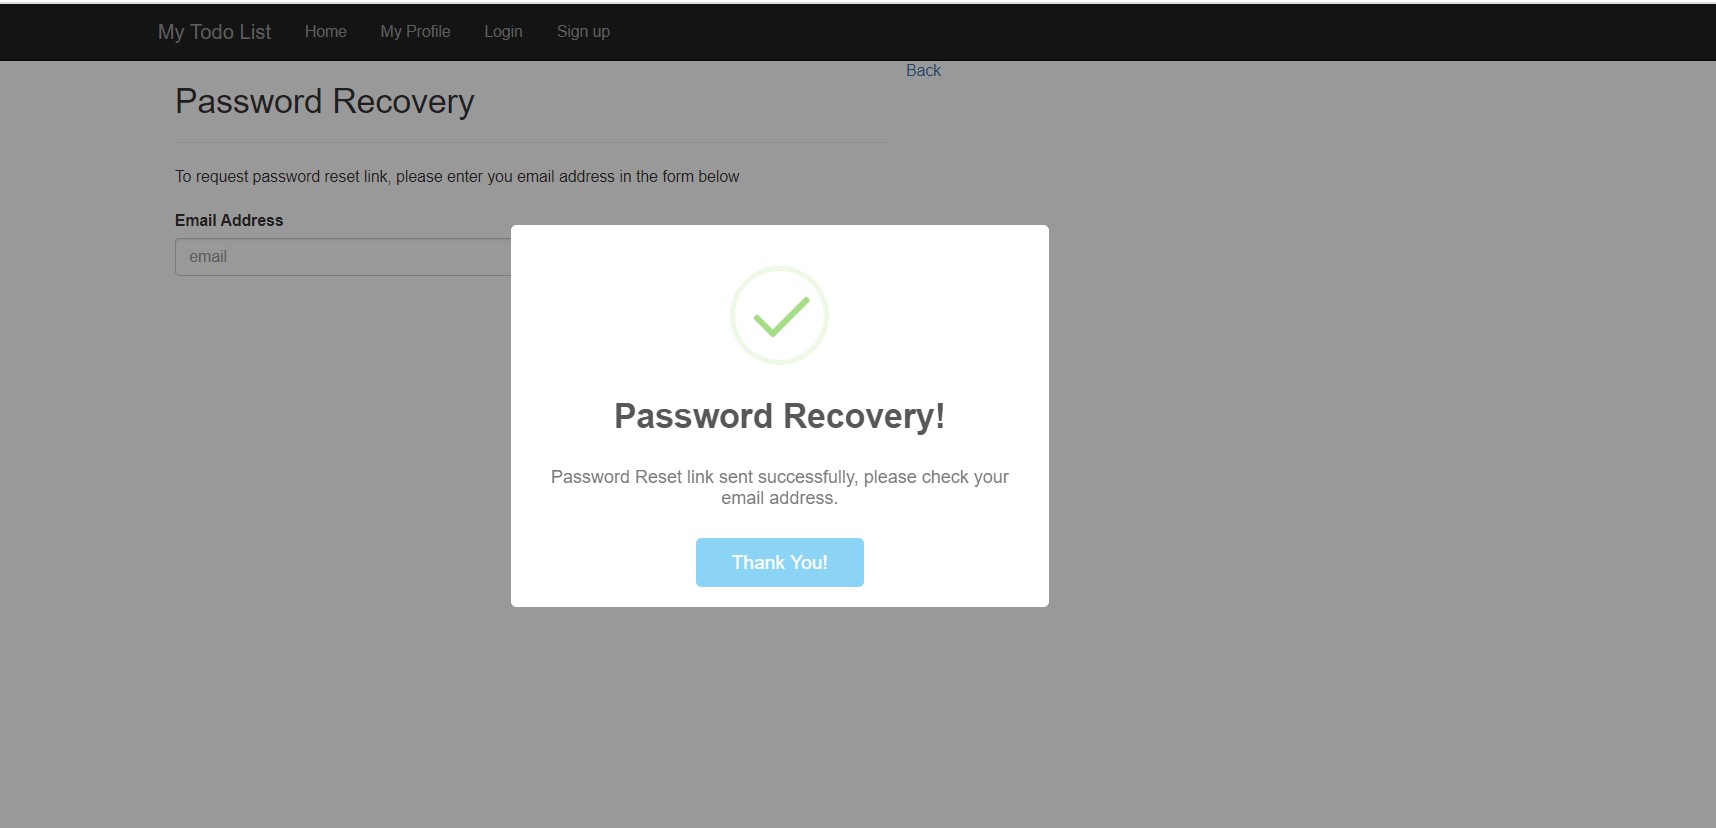 My Todo List Home My Profile Login Sign up
Back
Password Recovery
To request password reset link, please enter you email address in the form below
Email Address
email
Password Recovery!
Password Reset link sent successfully, please check your
email address.
Thank You!